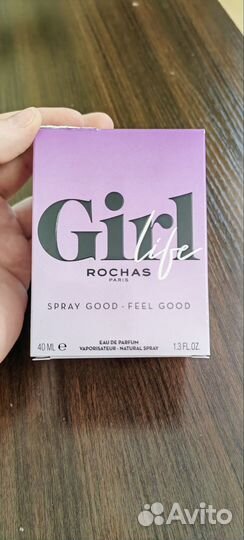 Girl
life
ROCHAS
PARIS
SPRAY GOOD - FEEL GOOD
40 ML ℮
EAU DE PARFUM
VAPORISATEUR - NATURAL SPRAY
1.3 FL.OZ.
Avito